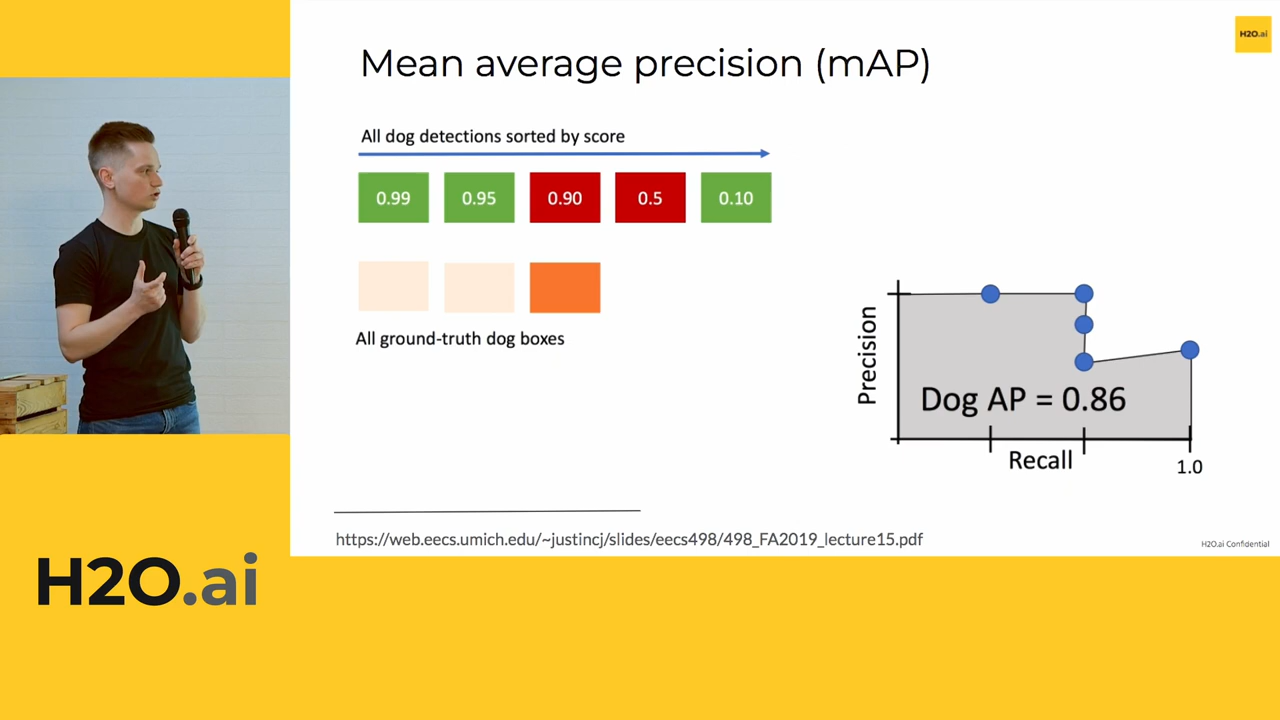 H2O.ai
Mean average precision (mAP)
All dog detections sorted by score
0.99 0.95 0.90 0.5 0.10
All ground-truth dog boxes
Precision
Dog AP = 0.86
Recall
1.0
https://web.eecs.umich.edu/~justincj/slides/eecs498/498_FA2019_lecture15.pdf
H2O.ai Confidential
H2O.ai